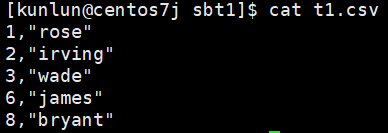 [kunlun@centos7j sbt1]$ cat t1.csv
1,"rose"
2,"irving"
3,"wade"
6,"james"
8,"bryant"